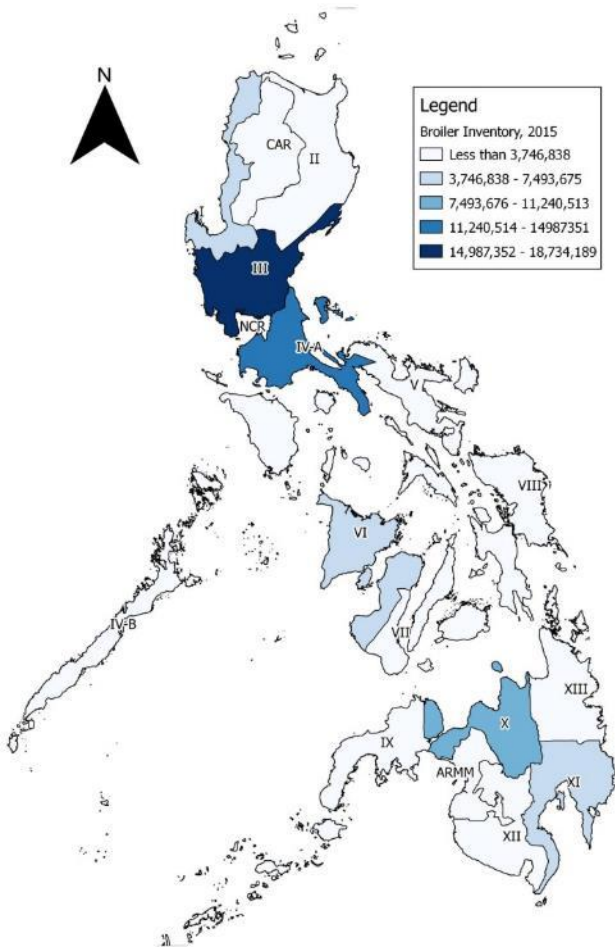 N
Legend
Broiler Inventory, 2015
Less than 3,746,838
3,746,838 - 7,493,675
7,493,676 - 11,240,513
11,240,514 - 14987351
14,987,352 - 18,734,189
CAR
II
I
III
NCR
IV-A
V
VIII
VI
IV-B
VII
XIII
X
IX
ARMM
XI
XII